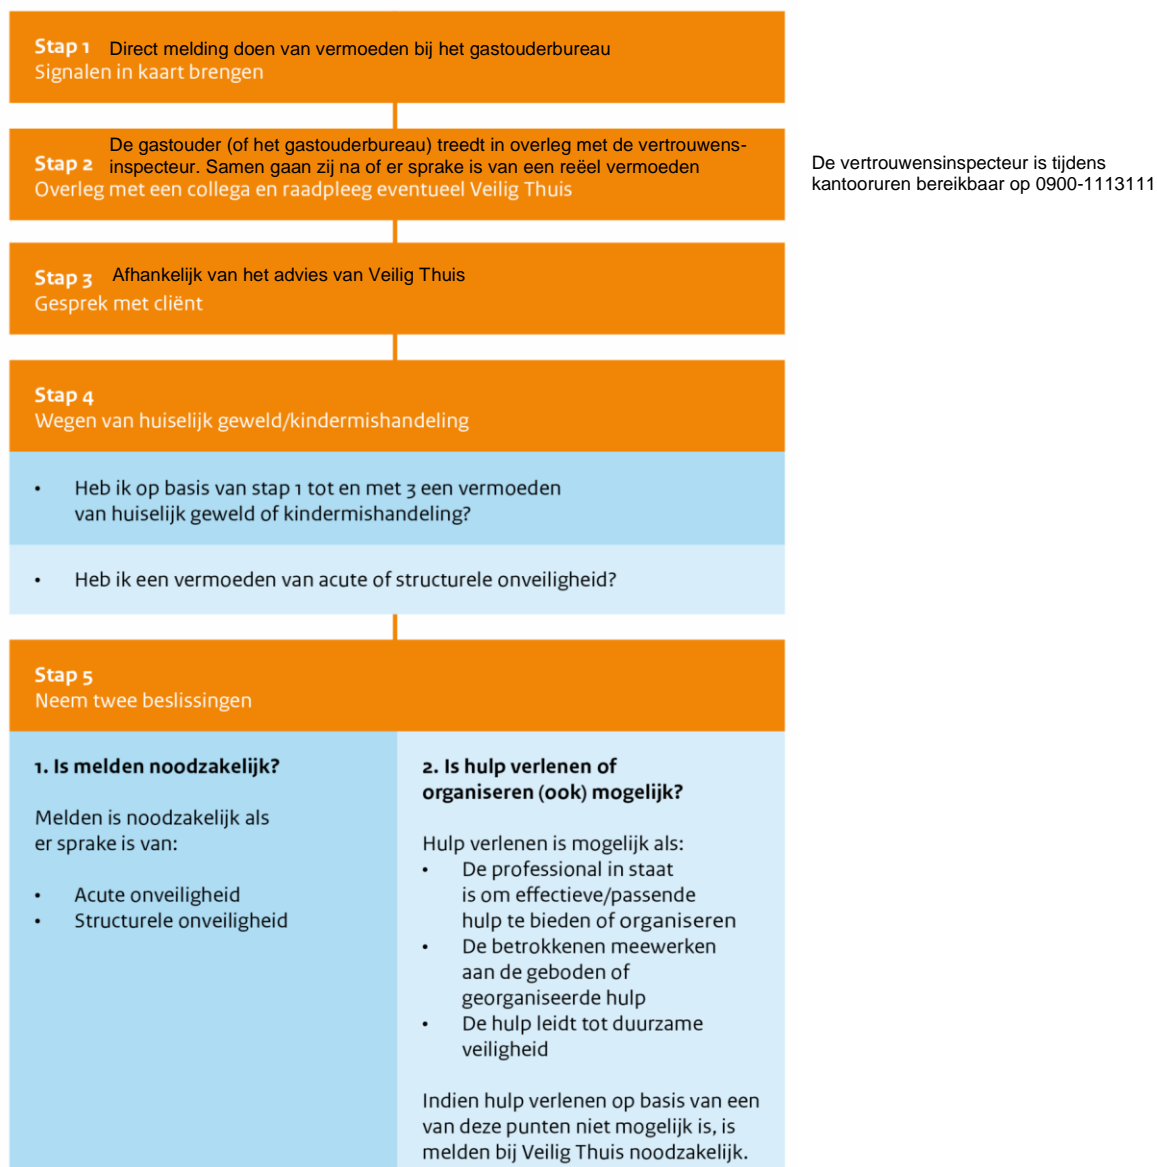 Stap 1 Direct melding doen van vermoeden bij het gastouderbureau
Signalen in kaart brengen
De gastouder (of het gastouderbureau) treedt in overleg met de vertrouwens-
Stap 2 inspecteur. Samen gaan zij na of er sprake is van een reëel vermoeden
Overleg met een collega en raadpleeg eventueel Veilig Thuis
De vertrouwensinspecteur is tijdens
kantooruren bereikbaar op 0900-1113111
Stap 3 Afhankelijk van het advies van Veilig Thuis
Gesprek met cliënt
Stap 4
Wegen van huiselijk geweld/kindermishandeling
• Heb ik op basis van stap 1 tot en met 3 een vermoeden
van huiselijk geweld of kindermishandeling?
• Heb ik een vermoeden van acute of structurele onveiligheid?
Stap 5
Neem twee beslissingen
1. Is melden noodzakelijk?
Melden is noodzakelijk als
er sprake is van:
• Acute onveiligheid
• Structurele onveiligheid
2. Is hulp verlenen of
organiseren (ook) mogelijk?
Hulp verlenen is mogelijk als:
• De professional in staat
is om effectieve/passende
hulp te bieden of organiseren
• De betrokkenen meewerken
aan de geboden of
georganiseerde hulp
• De hulp leidt tot duurzame
veiligheid
Indien hulp verlenen op basis van een
van deze punten niet mogelijk is, is
melden bij Veilig Thuis noodzakelijk.